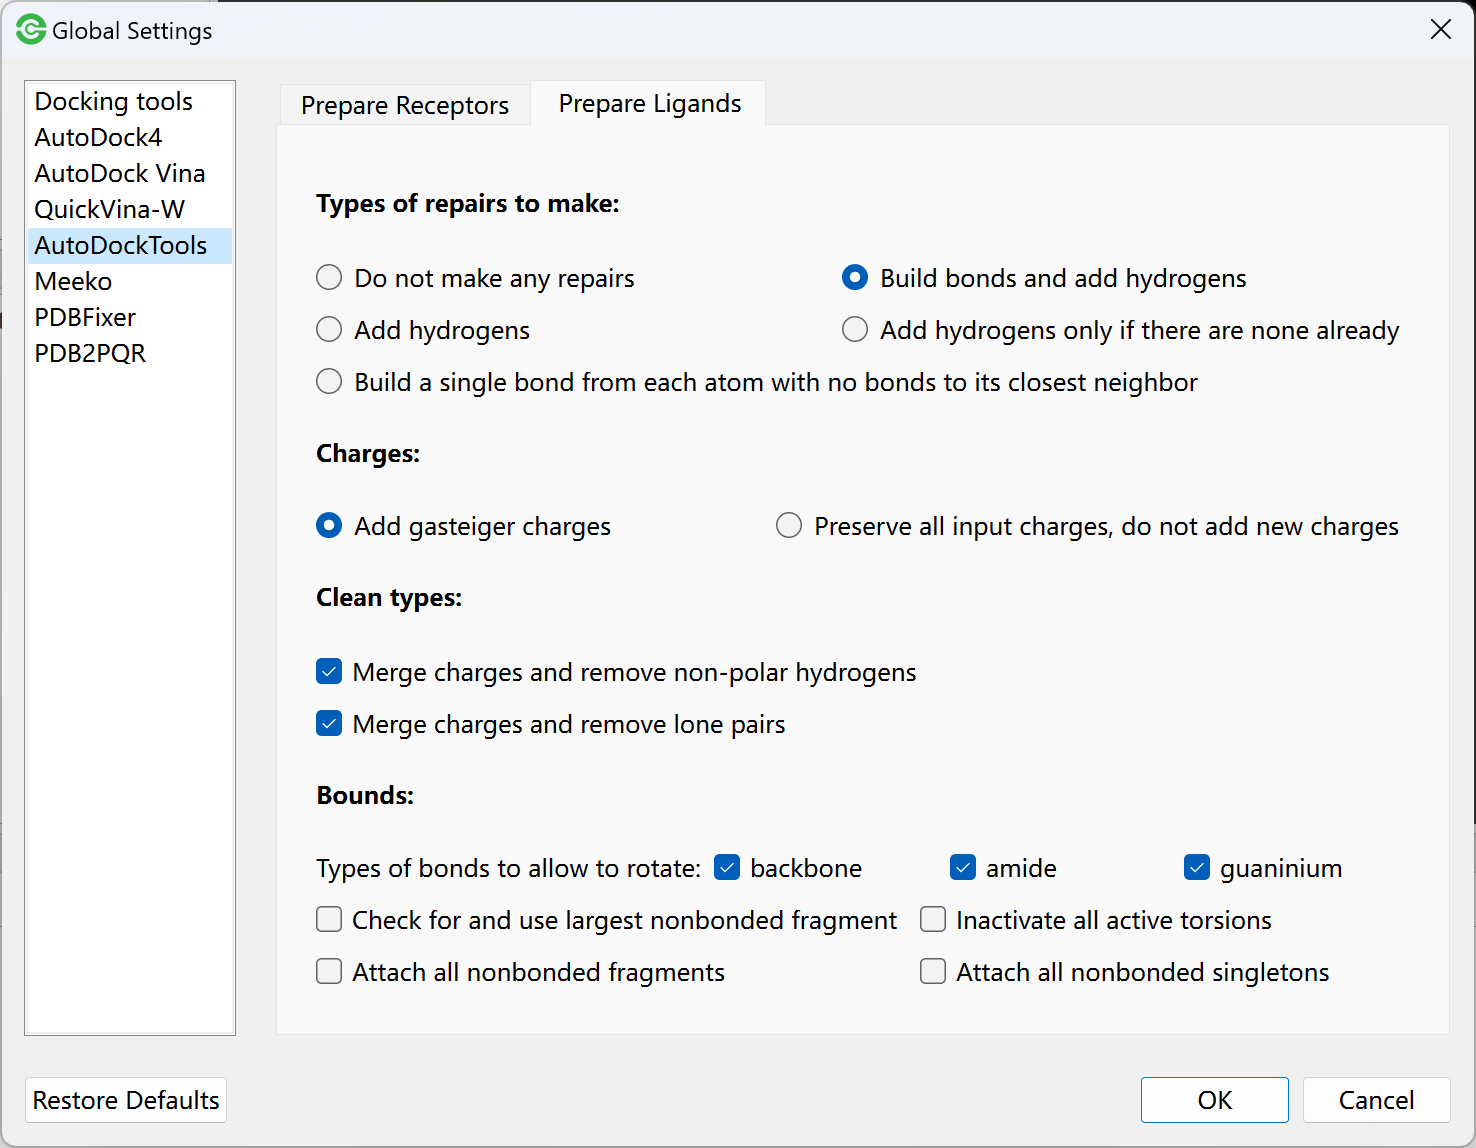 Global Settings
Docking tools
AutoDock4
AutoDock Vina
QuickVina-W
AutoDockTools
Meeko
PDBFixer
PDB2PQR
Prepare Receptors
Prepare Ligands
Types of repairs to make:
Do not make any repairs
Build bonds and add hydrogens
Add hydrogens
Add hydrogens only if there are none already
Build a single bond from each atom with no bonds to its closest neighbor
Charges:
Add gasteiger charges
Preserve all input charges, do not add new charges
Clean types:
Merge charges and remove non-polar hydrogens
Merge charges and remove lone pairs
Bounds:
Types of bonds to allow to rotate: backbone amide guaninium
Check for and use largest nonbonded fragment
Inactivate all active torsions
Attach all nonbonded fragments
Attach all nonbonded singletons
Restore Defaults
OK
Cancel